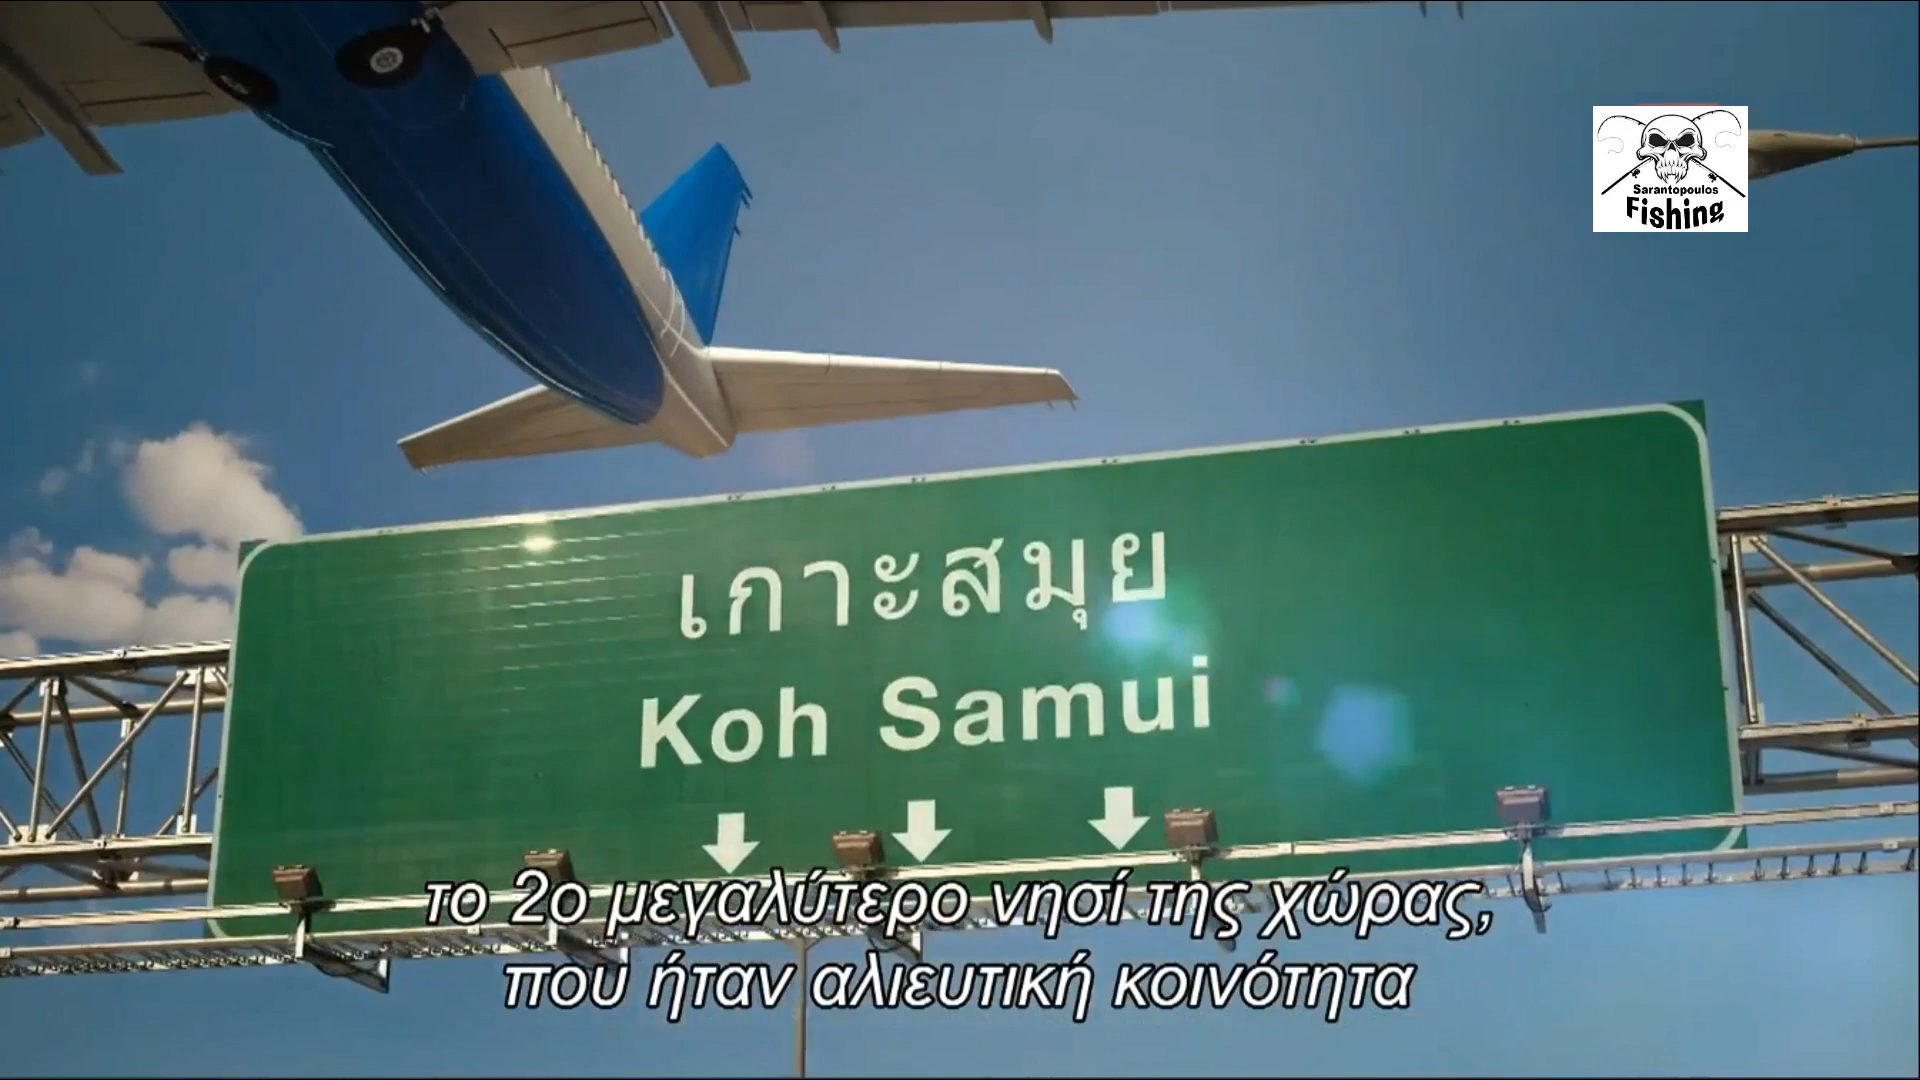 Sarantopoulos
Fishing
เกาะสมุย
Koh Samui
το 2ο μεγαλύτερο νησί της χώρας,
που ήταν αλιευτική κοινότητα